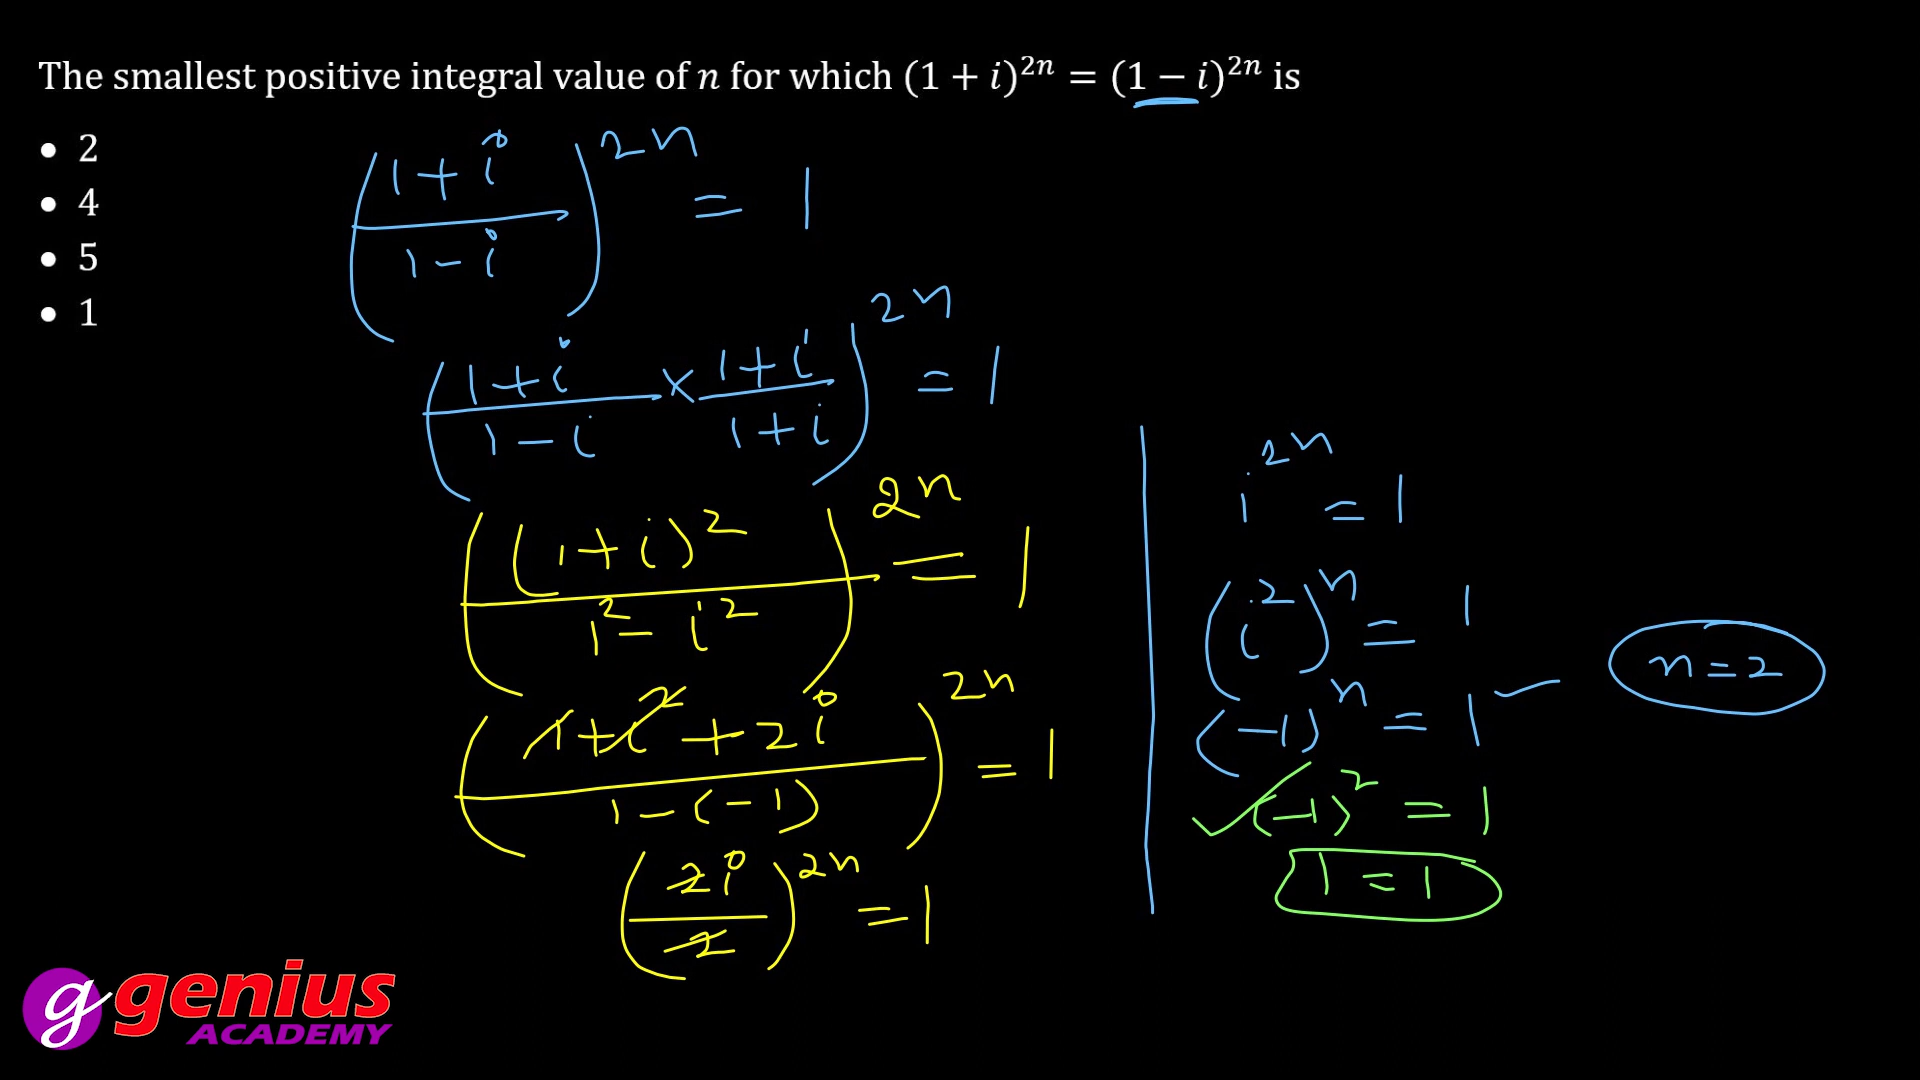 The smallest positive integral value of n for which (1 + i)^{2n} = (1 − i)^{2n} is
• 2
• 4
• 5
• 1
((1+i)/(1-i))^{2n} = 1
((1+i)/(1-i) × (1+i)/(1+i))^{2n} = 1
((1+i)^2/(1^2-i^2))^{2n} = 1
((1+i^2+2i)/(1-(-1)))^{2n} = 1
(2i/2)^{2n} = 1
i^{2n} = 1
(i^2)^n = 1
(-1)^n = 1
n = 2
✓(-1)^2 = 1
1 = 1
g genius
ACADEMY